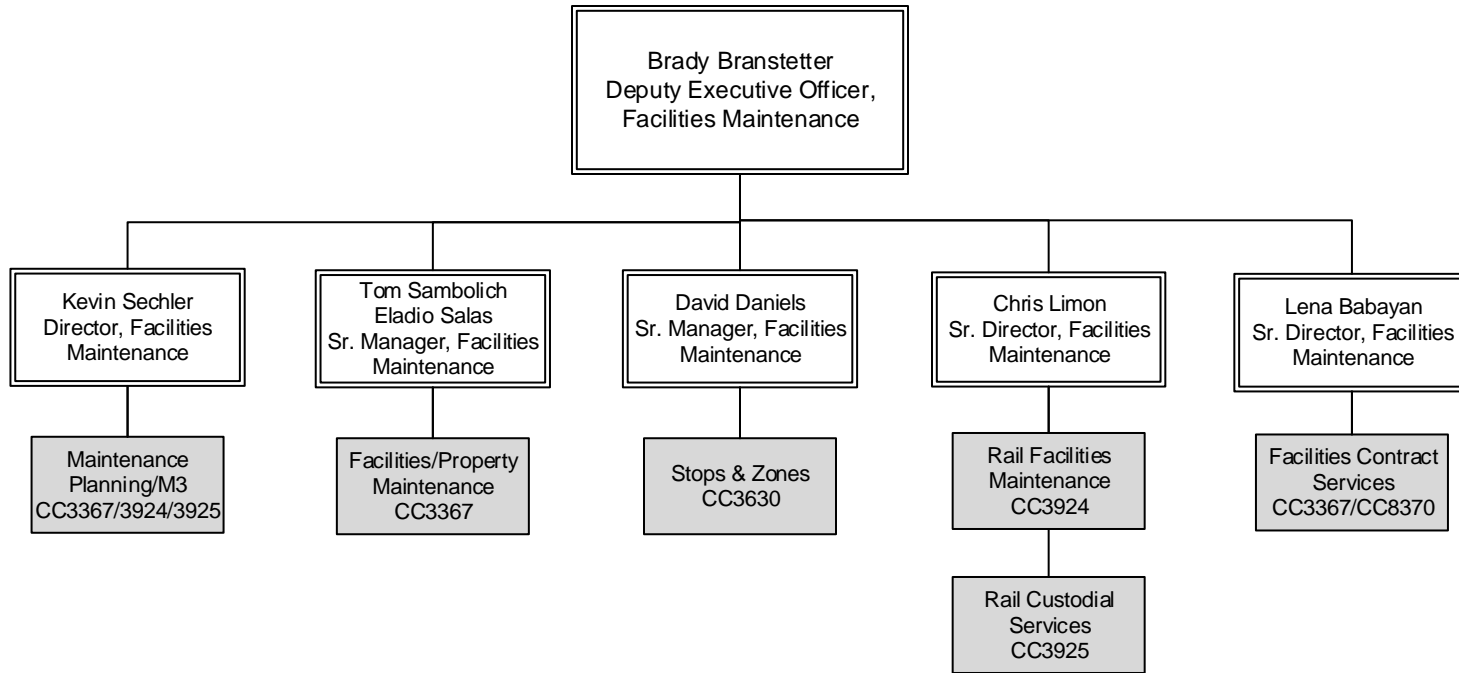 Brady Branstetter
Deputy Executive Officer,
Facilities Maintenance
Kevin Sechler
Director, Facilities
Maintenance
Tom Sambolich
Eladio Salas
Sr. Manager, Facilities
Maintenance
David Daniels
Sr. Manager, Facilities
Maintenance
Chris Limon
Sr. Director, Facilities
Maintenance
Lena Babayan
Sr. Director, Facilities
Maintenance
Maintenance
Planning/M3
CC3367/3924/3925
Facilities/Property
Maintenance
CC3367
Stops & Zones
CC3630
Rail Facilities
Maintenance
CC3924
Facilities Contract
Services
CC3367/CC8370
Rail Custodial
Services
CC3925